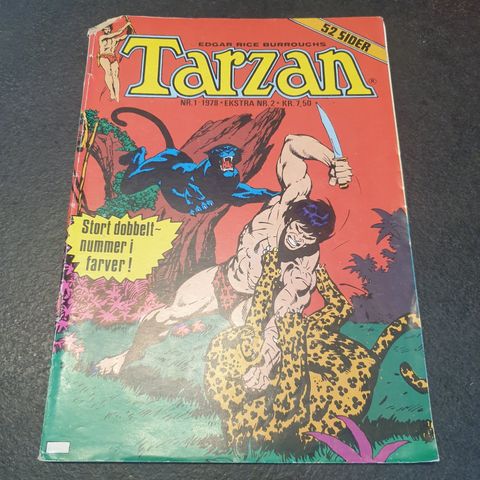 52 SIDER
EDGAR RICE BURROUGHS
Tarzan®
NR. 1 - 1978 • EKSTRA NR. 2 • KR. 7,50
Stort dobbelt-
nummer i
farver!